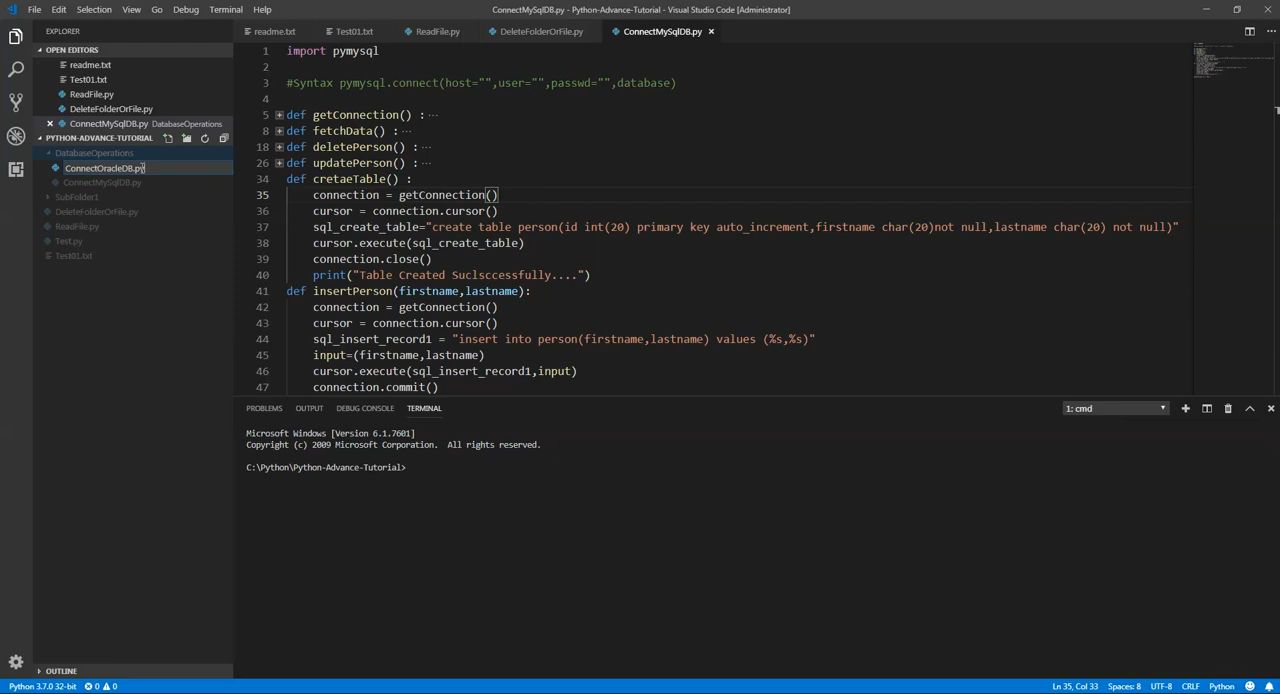 File Edit Selection View Go Debug Terminal Help ConnectMySqlDB.py - Python-Advance-Tutorial - Visual Studio Code [Administrator]
EXPLORER
OPEN EDITORS
readme.txt
Test01.txt
ReadFile.py
DeleteFolderOrFile.py
ConnectMySqlDB.py DatabaseOperations
PYTHON-ADVANCE-TUTORIAL
DatabaseOperations
ConnectOracleDB.py
ConnectMySqlDB.py
SubFolder1
DeleteFolderOrFile.py
ReadFile.py
Test.py
Test01.txt
OUTLINE
readme.txt Test01.txt ReadFile.py DeleteFolderOrFile.py ConnectMySqlDB.py
1 import pymysql
2
3 #Syntax pymysql.connect(host="",user="",passwd="",database)
4
5 def getConnection() : ...
8 def fetchData() : ...
18 def deletePerson() : ...
26 def updatePerson() : ...
34 def cretaeTable() :
35 connection = getConnection()
36 cursor = connection.cursor()
37 sql_create_table="create table person(id int(20) primary key auto_increment,firstname char(20)not null,lastname char(20) not null)"
38 cursor.execute(sql_create_table)
39 connection.close()
40 print("Table Created Suclsccessfully....")
41 def insertPerson(firstname,lastname):
42 connection = getConnection()
43 cursor = connection.cursor()
44 sql_insert_record1 = "insert into person(firstname,lastname) values (%s,%s)"
45 input=(firstname,lastname)
46 cursor.execute(sql_insert_record1,input)
47 connection.commit()
PROBLEMS OUTPUT DEBUG CONSOLE TERMINAL 1: cmd
Microsoft Windows [Version 6.1.7601]
Copyright (c) 2009 Microsoft Corporation. All rights reserved.
C:\Python\Python-Advance-Tutorial>
Python 3.7.0 32-bit 0 0 Ln 35, Col 33 Spaces: 8 UTF-8 CRLF Python